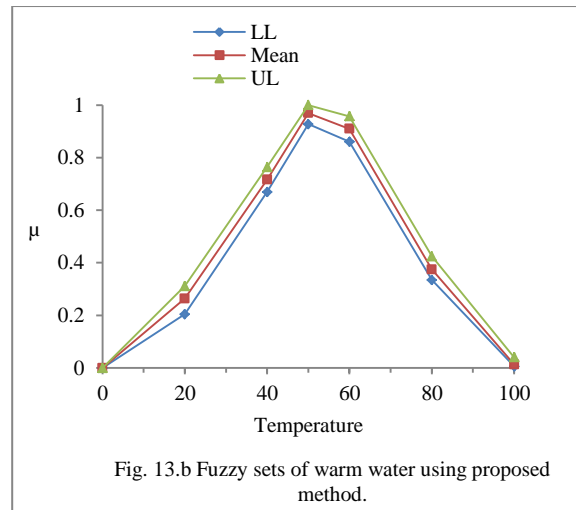 LL
Mean
UL
1
0.8
0.6
μ
0.4
0.2
0
0 20 40 60 80 100
Temperature
Fig. 13.b Fuzzy sets of warm water using proposed
method.